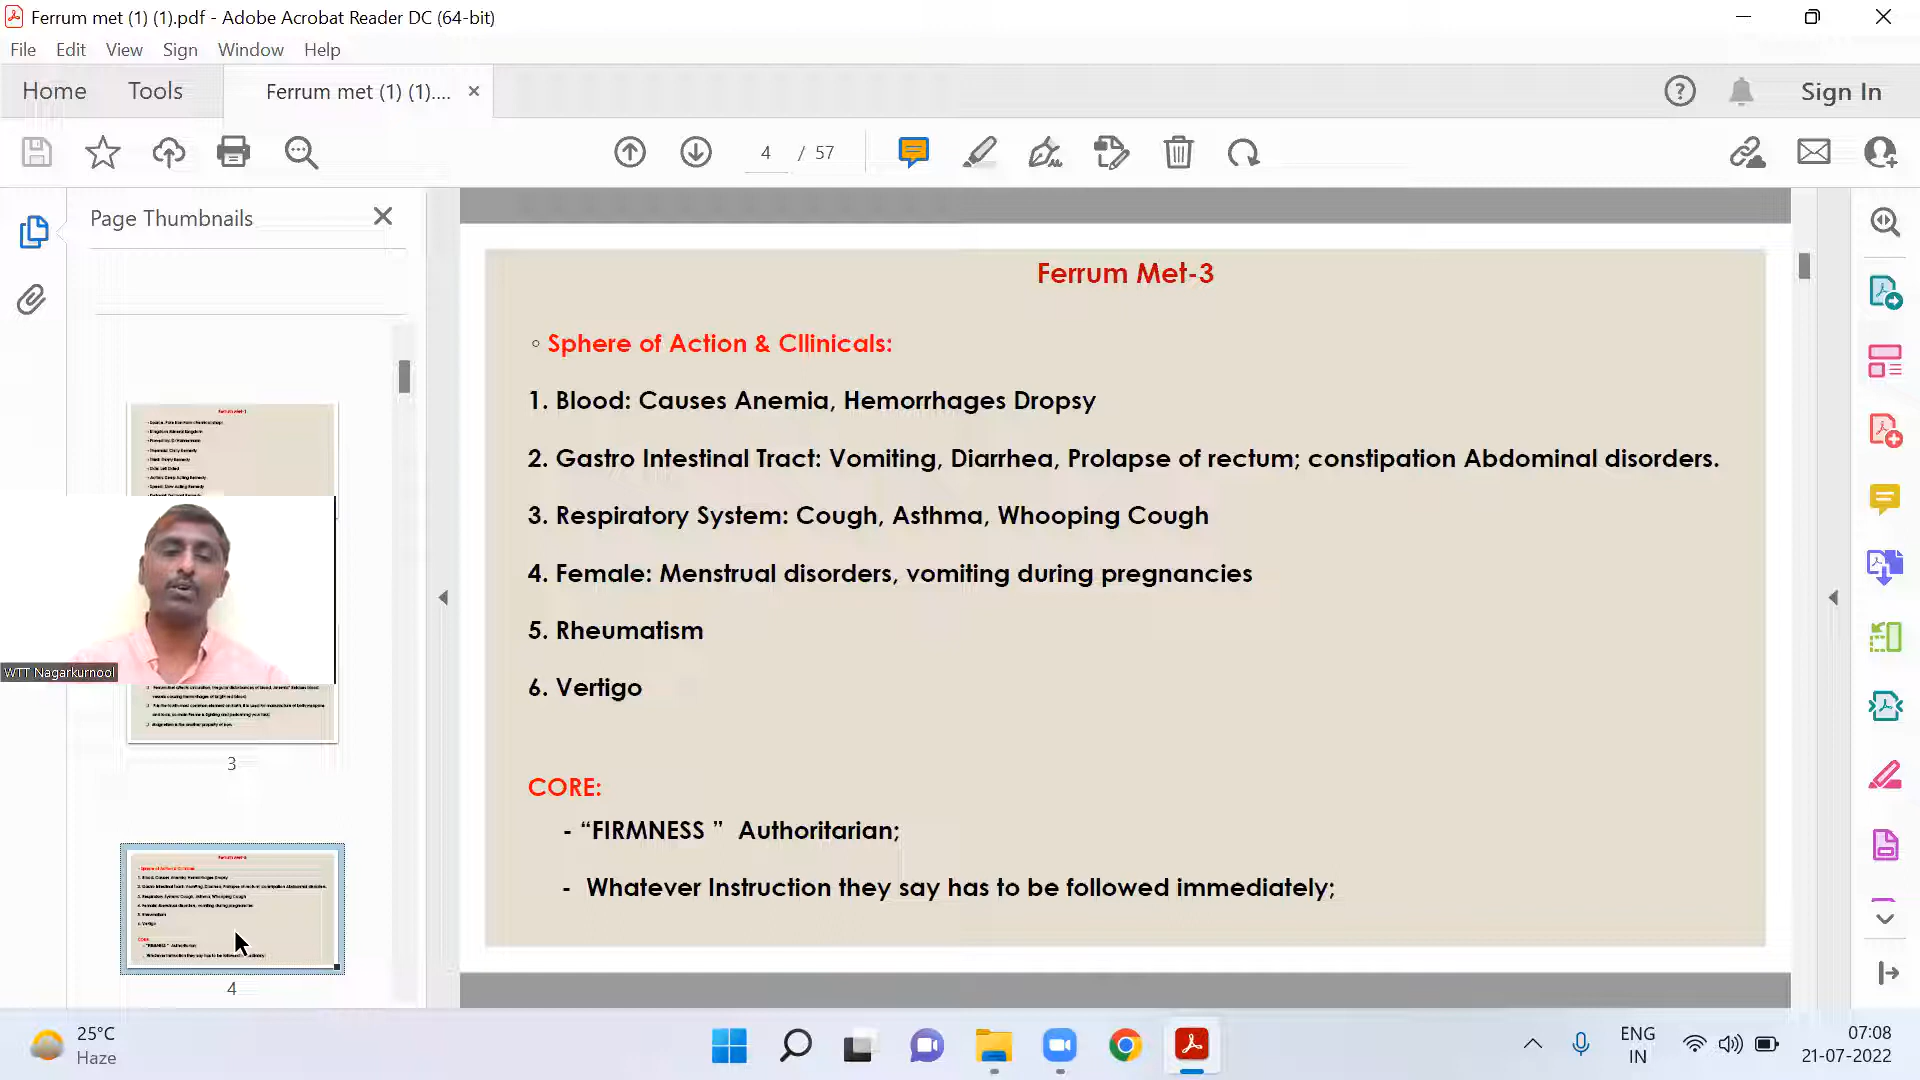 Ferrum met (1) (1).pdf - Adobe Acrobat Reader DC (64-bit)
File Edit View Sign Window Help
Home Tools Ferrum met (1) (1).... Sign In
4 / 57
Page Thumbnails
Ferrum Met-3
◦ Sphere of Action & Cllinicals:
1. Blood: Causes Anemia, Hemorrhages Dropsy
2. Gastro Intestinal Tract: Vomiting, Diarrhea, Prolapse of rectum; constipation Abdominal disorders.
3. Respiratory System: Cough, Asthma, Whooping Cough
4. Female: Menstrual disorders, vomiting during pregnancies
5. Rheumatism
6. Vertigo
CORE:
- “FIRMNESS ” Authoritarian;
- Whatever Instruction they say has to be followed immediately;
WTT Nagarkurnool
3
4
25°C
Haze
ENG
IN
07:08
21-07-2022